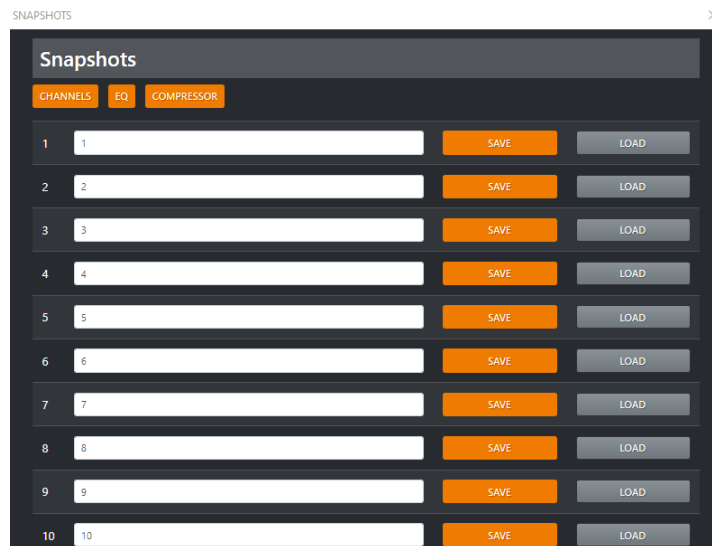 SNAPSHOTS
Snapshots
CHANNELS EQ COMPRESSOR
1 1 SAVE LOAD
2 2 SAVE LOAD
3 3 SAVE LOAD
4 4 SAVE LOAD
5 5 SAVE LOAD
6 6 SAVE LOAD
7 7 SAVE LOAD
8 8 SAVE LOAD
9 9 SAVE LOAD
10 10 SAVE LOAD